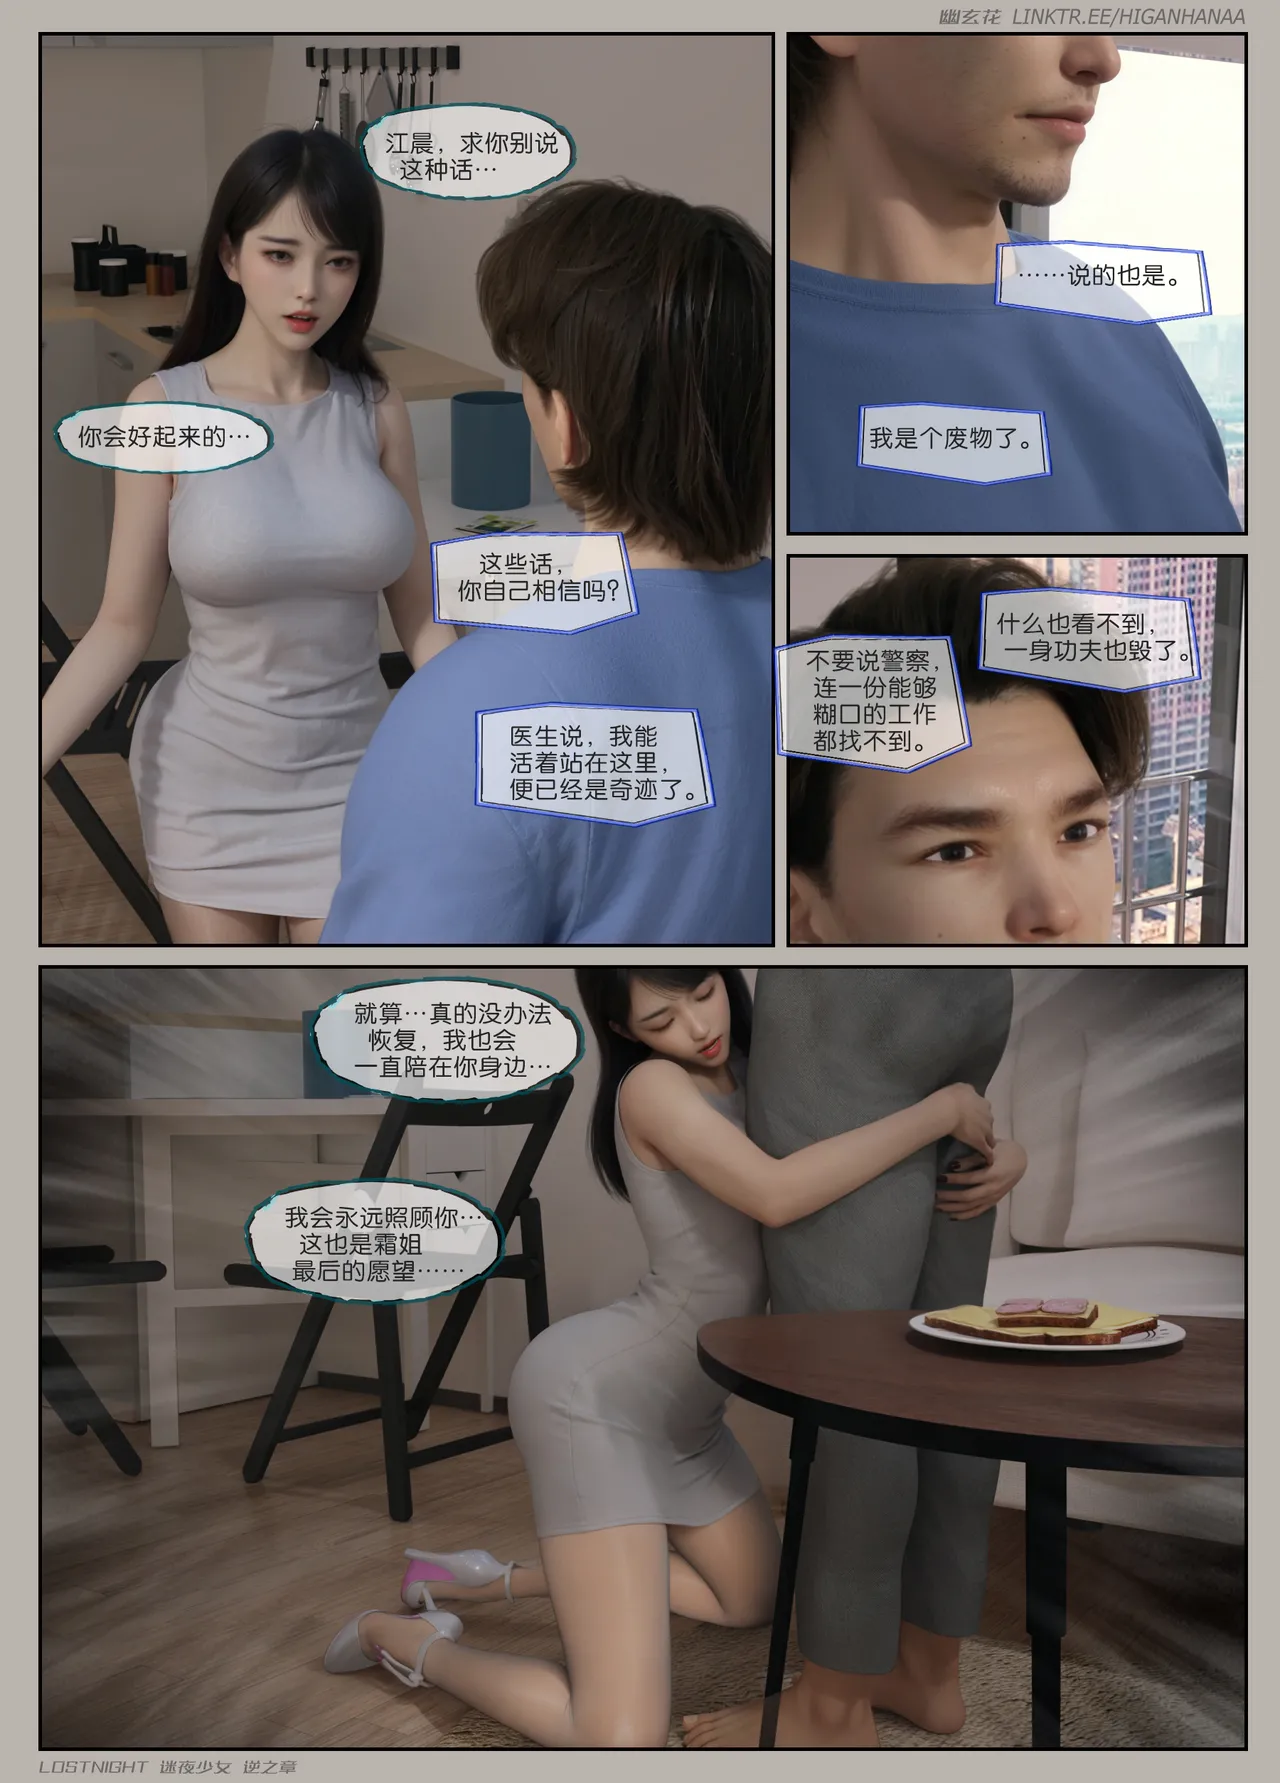 幽玄花 LINKTR.EE/HIGANHANAA
江晨，求你别说
这种话…
你会好起来的…
这些话，
你自己相信吗？
医生说，我能
活着站在这里，
便已经是奇迹了。
……说的也是。
我是个废物了。
什么也看不到，
一身功夫也毁了。
不要说警察，
连一份能够
糊口的工作
都找不到。
就算…真的没办法
恢复，我也会
一直陪在你身边…
我会永远照顾你…
这也是霜姐
最后的愿望……
LOSTNIGHT 迷夜少女 逆之章